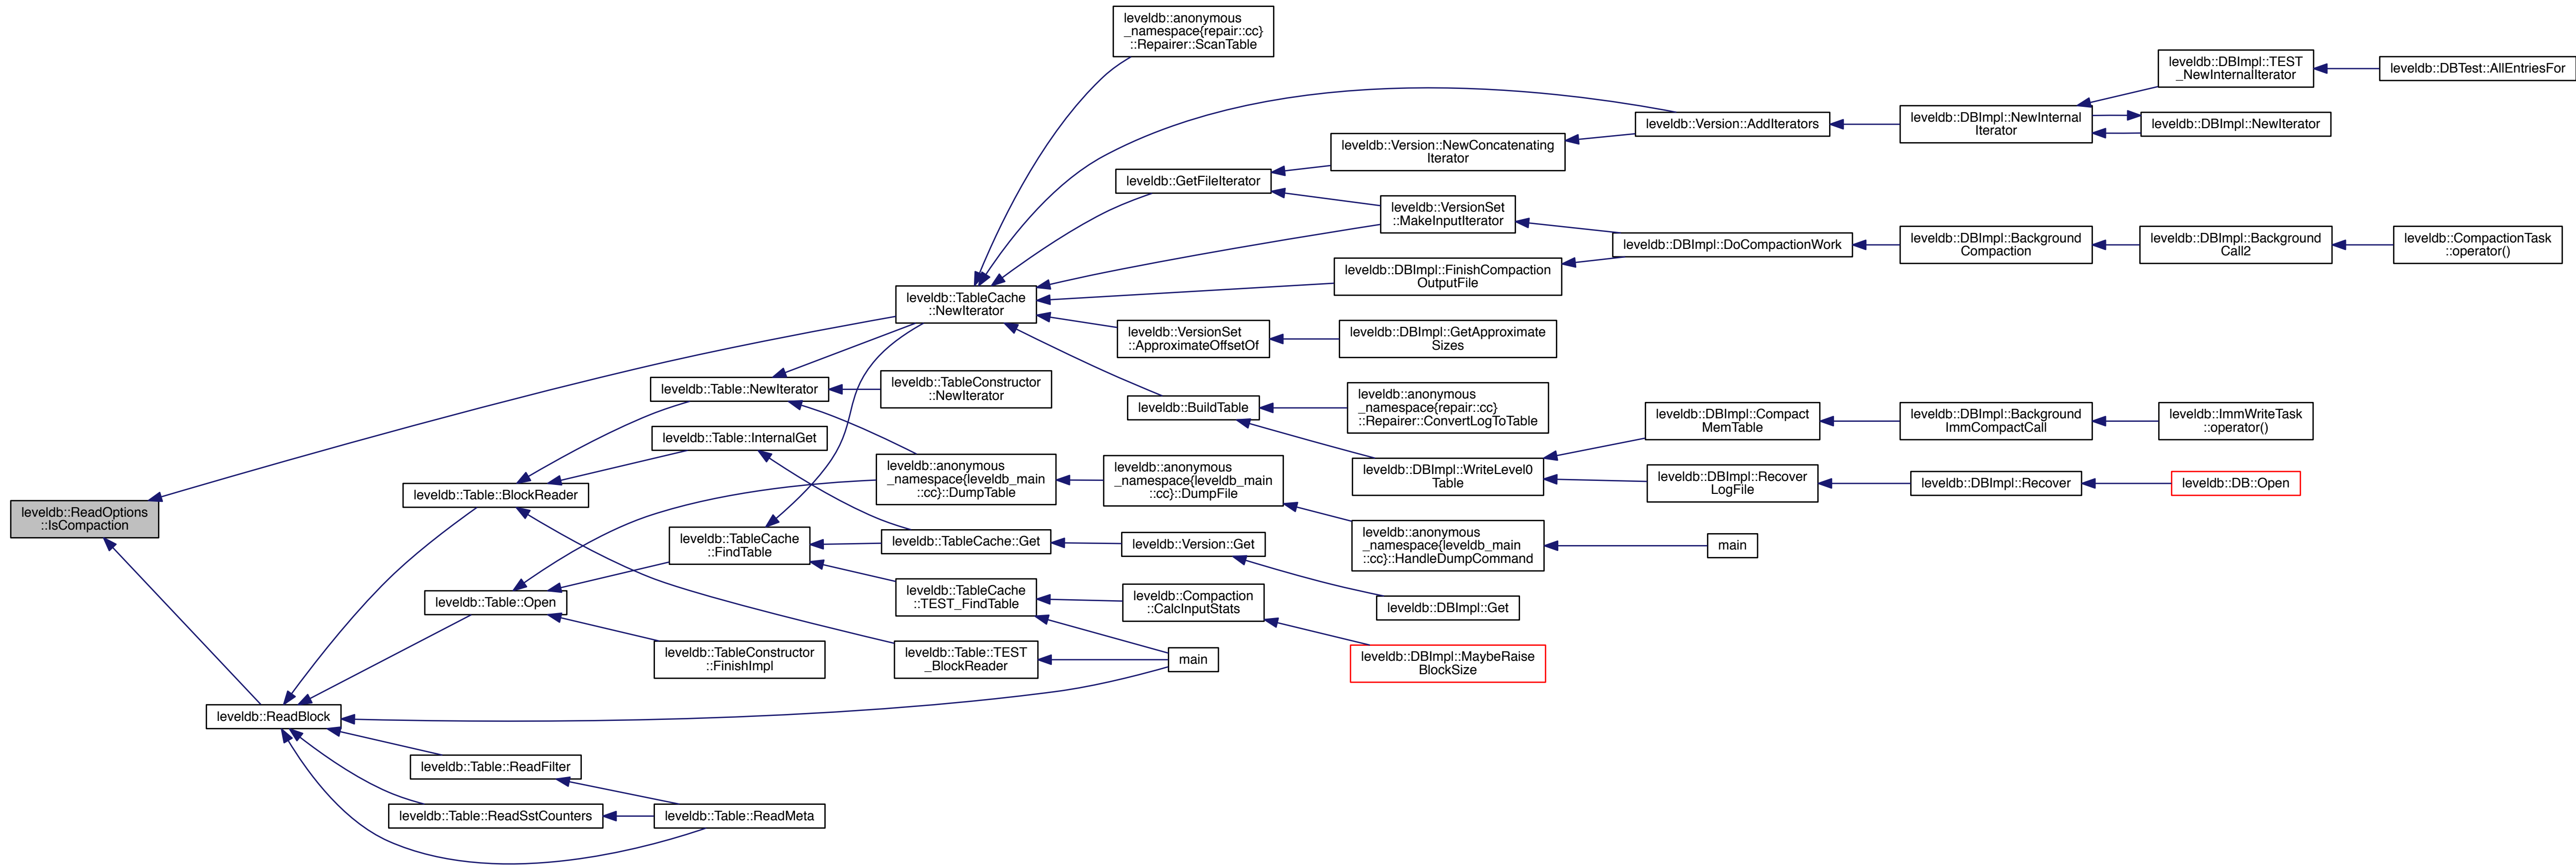 leveldb::ReadOptions
::IsCompaction
leveldb::ReadBlock
leveldb::Table::BlockReader
leveldb::Table::Open
leveldb::Table::ReadFilter
leveldb::Table::ReadSstCounters
leveldb::Table::NewIterator
leveldb::Table::InternalGet
leveldb::TableCache
::FindTable
leveldb::TableConstructor
::FinishImpl
leveldb::Table::ReadMeta
leveldb::TableCache
::NewIterator
leveldb::TableConstructor
::NewIterator
leveldb::anonymous
_namespace{leveldb_main
::cc}::DumpTable
leveldb::TableCache::Get
leveldb::TableCache
::TEST_FindTable
leveldb::Table::TEST
_BlockReader
leveldb::anonymous
_namespace{repair::cc}
::Repairer::ScanTable
leveldb::GetFileIterator
leveldb::VersionSet
::ApproximateOffsetOf
leveldb::BuildTable
leveldb::anonymous
_namespace{leveldb_main
::cc}::DumpFile
leveldb::Version::Get
leveldb::Compaction
::CalcInputStats
main
leveldb::Version::NewConcatenating
Iterator
leveldb::VersionSet
::MakeInputIterator
leveldb::DBImpl::FinishCompaction
OutputFile
leveldb::DBImpl::GetApproximate
Sizes
leveldb::anonymous
_namespace{repair::cc}
::Repairer::ConvertLogToTable
leveldb::DBImpl::WriteLevel0
Table
leveldb::anonymous
_namespace{leveldb_main
::cc}::HandleDumpCommand
leveldb::DBImpl::Get
leveldb::DBImpl::MaybeRaise
BlockSize
leveldb::Version::AddIterators
leveldb::DBImpl::DoCompactionWork
leveldb::DBImpl::Compact
MemTable
leveldb::DBImpl::Recover
LogFile
main
leveldb::DBImpl::NewInternal
Iterator
leveldb::DBImpl::Background
Compaction
leveldb::DBImpl::Background
ImmCompactCall
leveldb::DBImpl::Recover
leveldb::DBImpl::TEST
_NewInternalIterator
leveldb::DBImpl::NewIterator
leveldb::DBImpl::Background
Call2
leveldb::ImmWriteTask
::operator()
leveldb::DB::Open
leveldb::DBTest::AllEntriesFor
leveldb::CompactionTask
::operator()